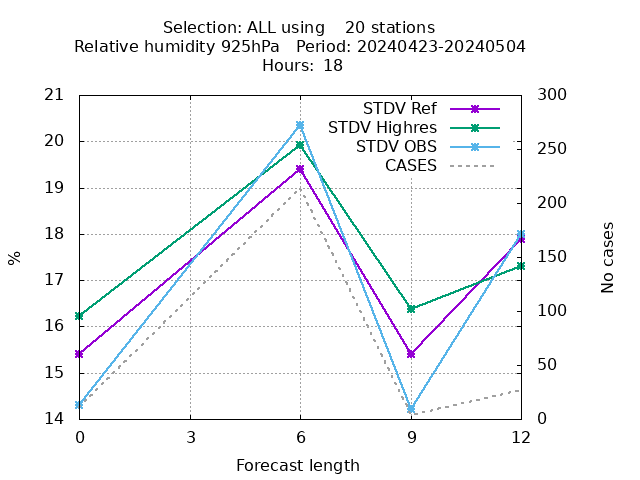 Selection: ALL using    20 stations
Relative humidity 925hPa   Period: 20240423-20240504
Hours: 18
STDV Ref
STDV Highres
STDV OBS
CASES
21
20
19
18
17
16
15
14
%
300
250
200
150
100
50
0
No cases
0
3
6
9
12
Forecast length